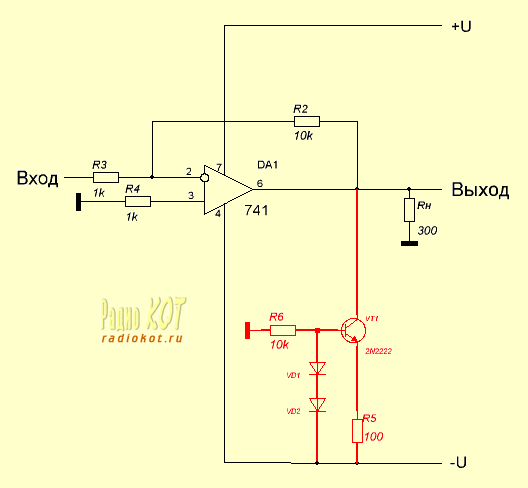 +U
R2
10k
DA1
R3
Вход
1k
R4
1k
2
7
3
4
6
741
Выход
Rн
300
Радио КОТ
radiokot.ru
R6
10k
VT1
2N2222
VD1
VD2
R5
100
-U